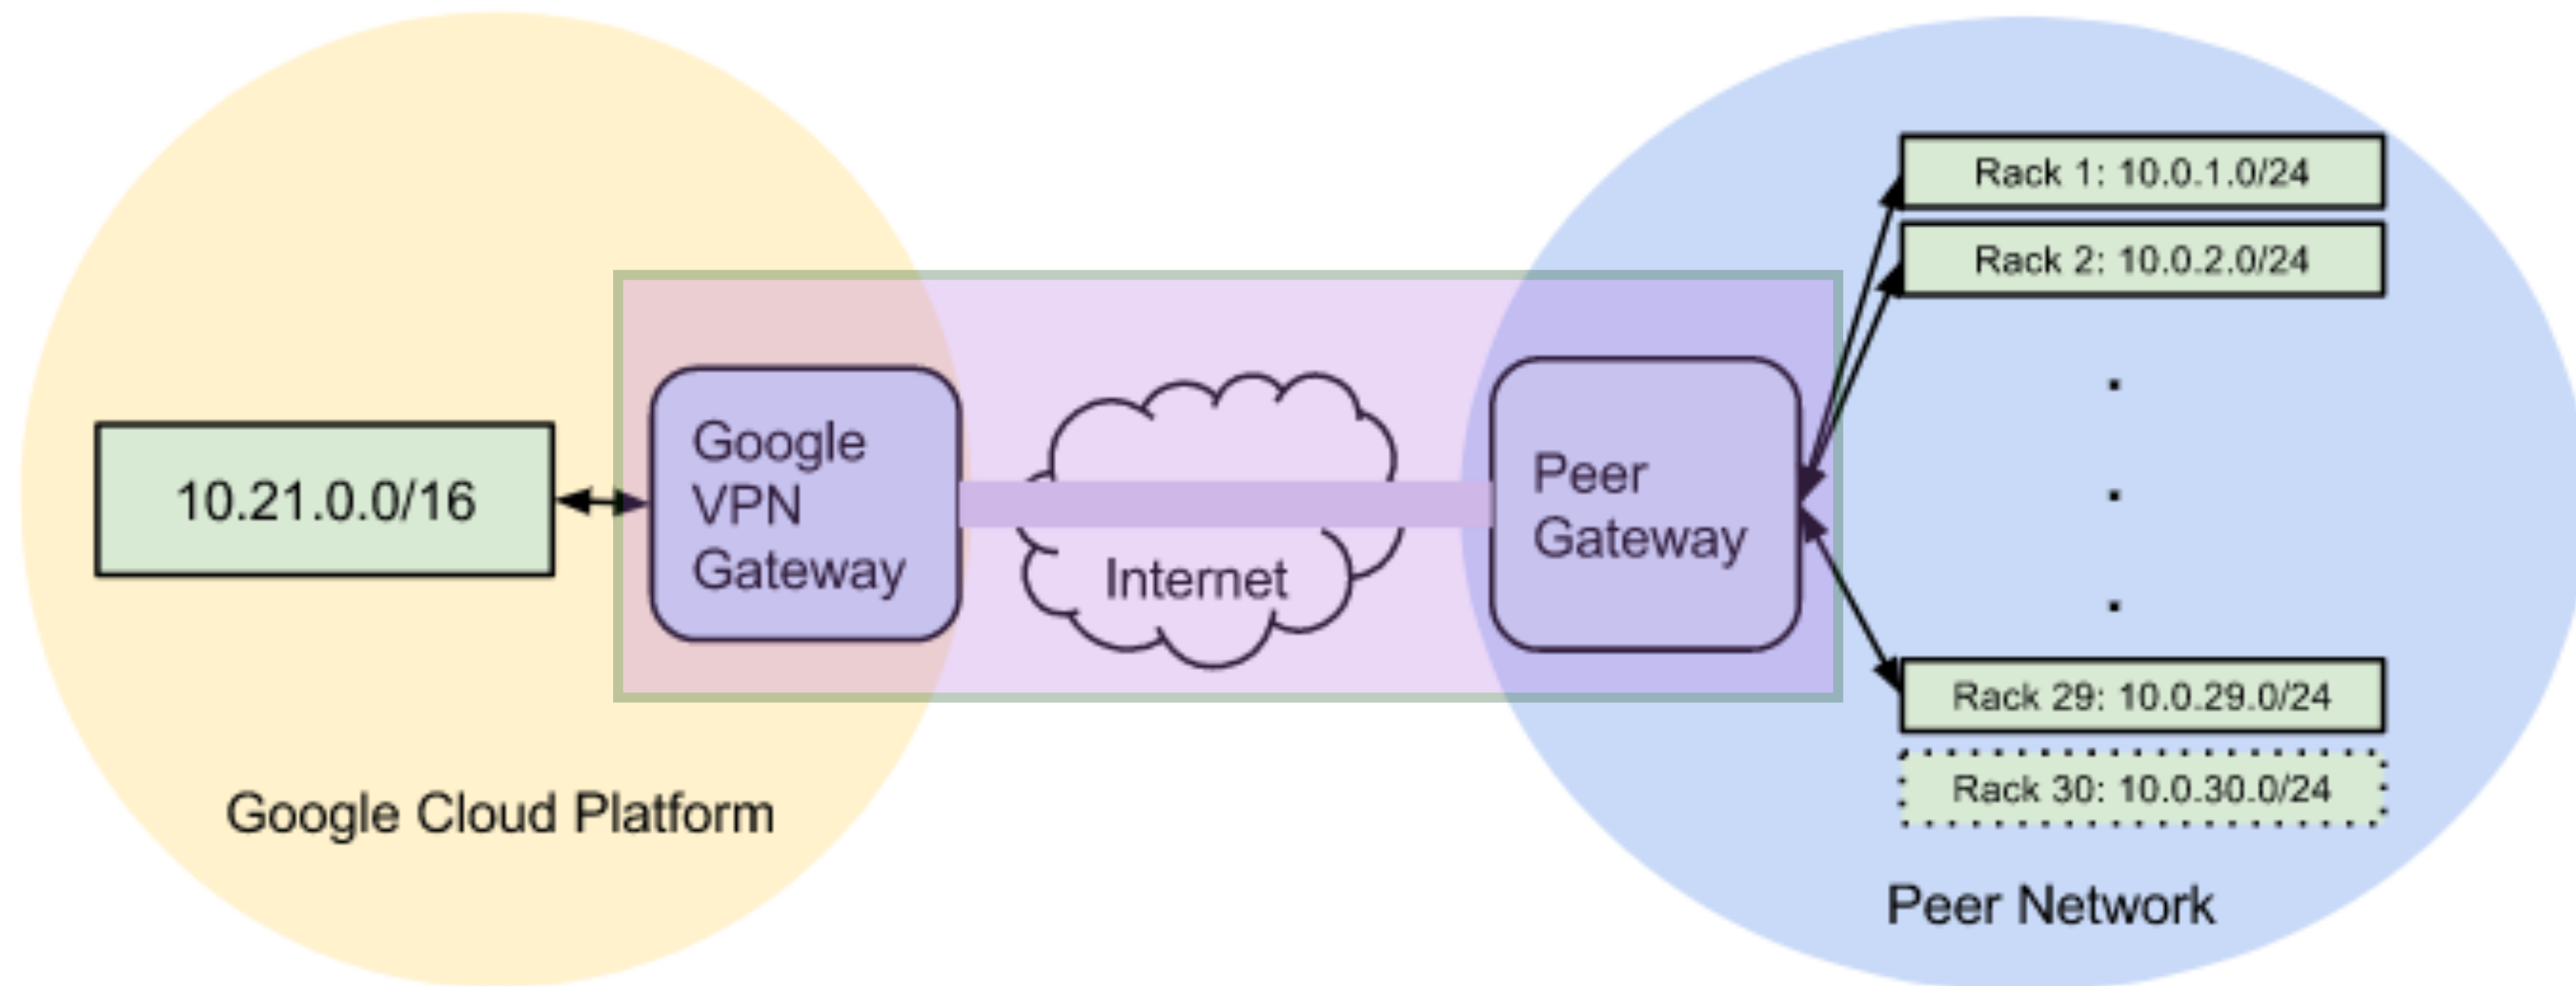 10.21.0.0/16
Google
VPN
Gateway
Google Cloud Platform
Internet
Peer
Gateway
Rack 1: 10.0.1.0/24
Rack 2: 10.0.2.0/24
Rack 29: 10.0.29.0/24
Rack 30: 10.0.30.0/24
Peer Network